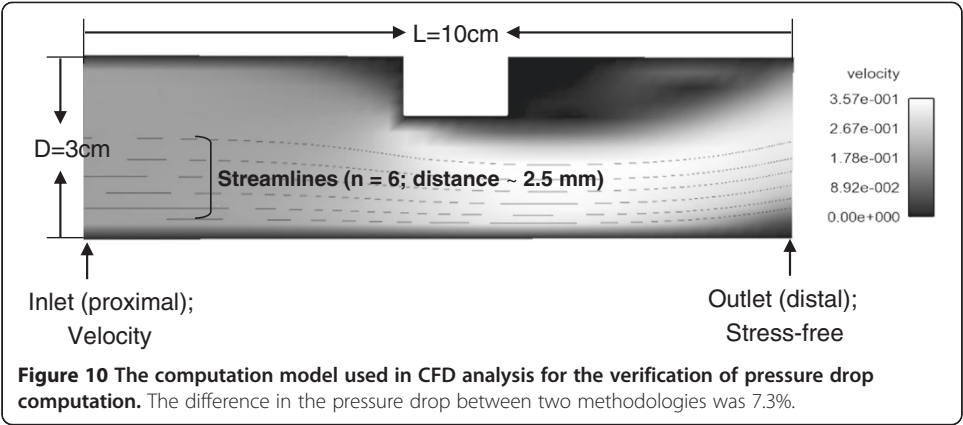 L=10cm
velocity
3.57e-001
2.67e-001
1.78e-001
8.92e-002
0.00e+000
D=3cm
Streamlines (n = 6; distance ~ 2.5 mm)
Inlet (proximal);
Velocity
Outlet (distal);
Stress-free
Figure 10 The computation model used in CFD analysis for the verification of pressure drop
computation. The difference in the pressure drop between two methodologies was 7.3%.